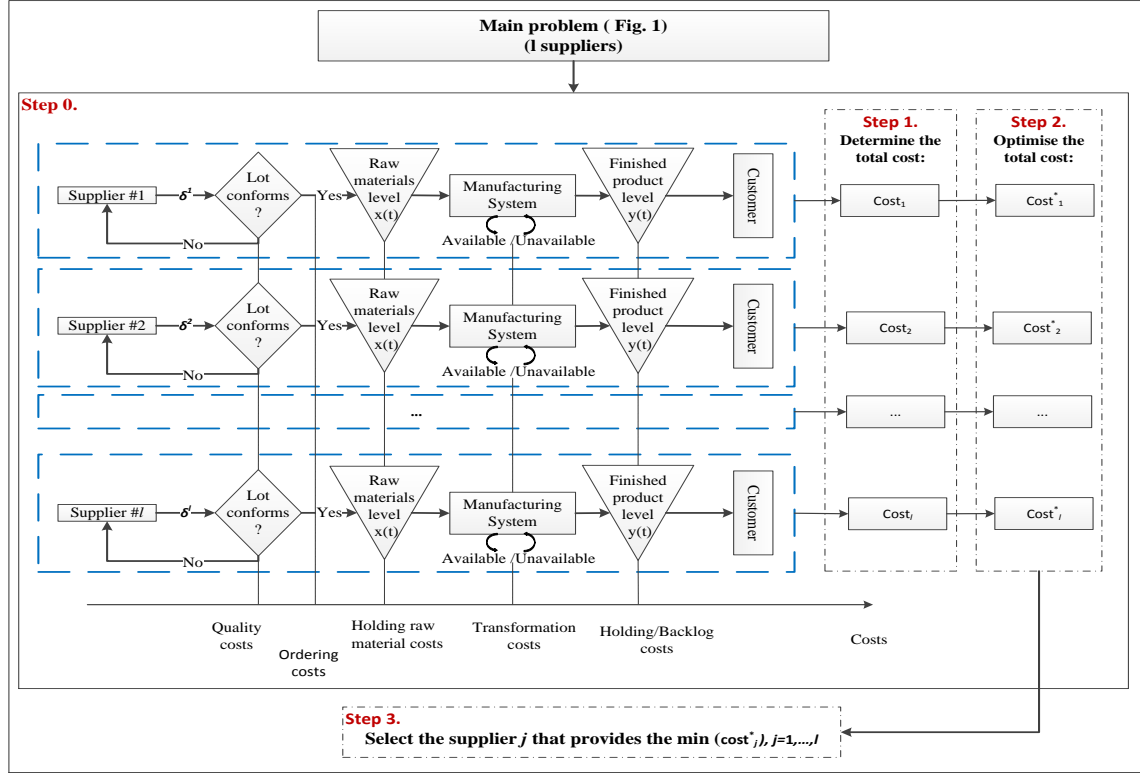 Main problem ( Fig. 1)
(l suppliers)
Step 0.
Step 1.
Determine the
total cost:
Step 2.
Optimise the
total cost:
Supplier #1
δ¹
Lot
conforms
?
Yes
No
Raw
materials
level
x(t)
Manufacturing
System
Available /Unavailable
Finished
product
level
y(t)
Customer
Cost₁
Cost*₁
Supplier #2
δ²
Lot
conforms
?
Yes
No
Raw
materials
level
x(t)
Manufacturing
System
Available /Unavailable
Finished
product
level
y(t)
Customer
Cost₂
Cost*₂
...
...
...
Supplier #l
δˡ
Lot
conforms
?
Yes
No
Raw
materials
level
x(t)
Manufacturing
System
Available /Unavailable
Finished
product
level
y(t)
Customer
Costₗ
Cost*ₗ
Quality
costs
Ordering
costs
Holding raw
material costs
Transformation
costs
Holding/Backlog
costs
Costs
Step 3.
Select the supplier j that provides the min (cost*ⱼ), j=1,...,l